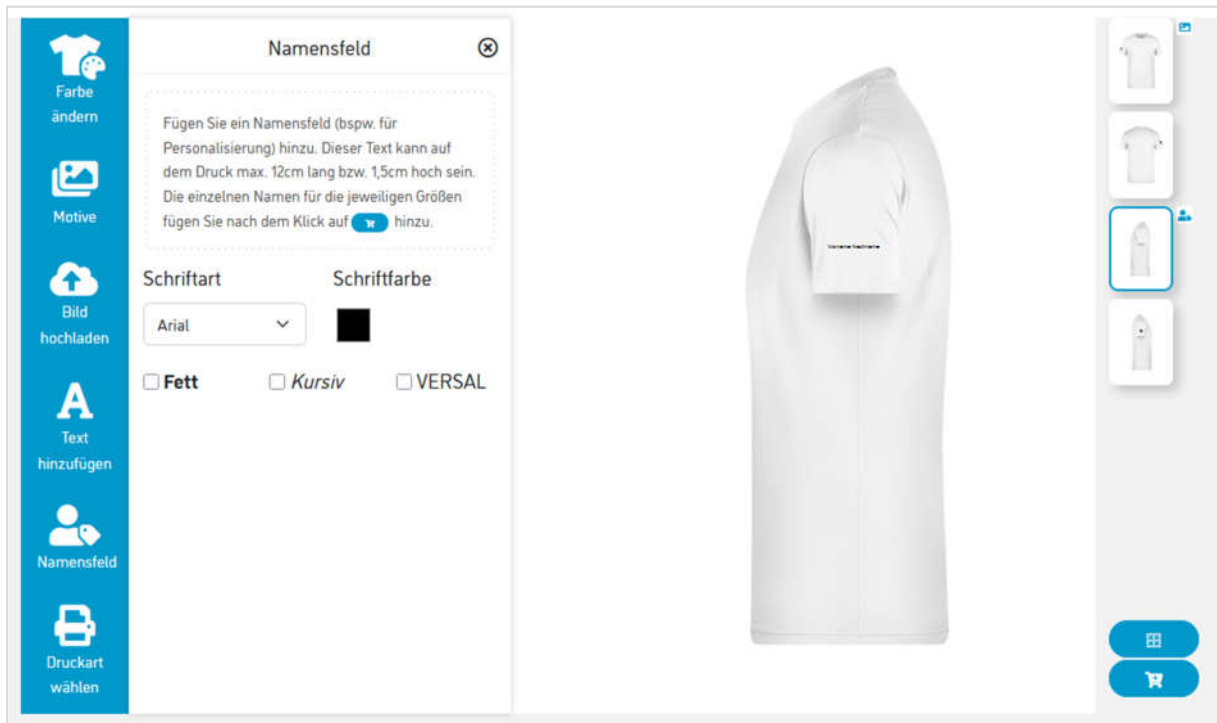 Farbe
ändern
Motive
Bild
hochladen
Text
hinzufügen
Namensfeld
Druckart
wählen
Namensfeld
Fügen Sie ein Namensfeld (bspw. für
Personalisierung) hinzu. Dieser Text kann auf
dem Druck max. 12cm lang bzw. 1,5cm hoch sein.
Die einzelnen Namen für die jeweiligen Größen
fügen Sie nach dem Klick auf hinzu.
Schriftart
Schriftfarbe
Arial
Fett
Kursiv
VERSAL
Vorname Nachname